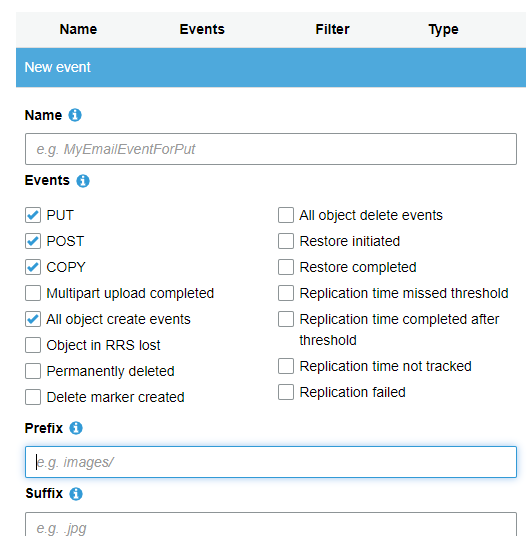 Name Events Filter Type
New event
Name
e.g. MyEmailEventForPut
Events
PUT
POST
COPY
Multipart upload completed
All object create events
Object in RRS lost
Permanently deleted
Delete marker created
All object delete events
Restore initiated
Restore completed
Replication time missed threshold
Replication time completed after
threshold
Replication time not tracked
Replication failed
Prefix
e.g. images/
Suffix
e.g. .jpg